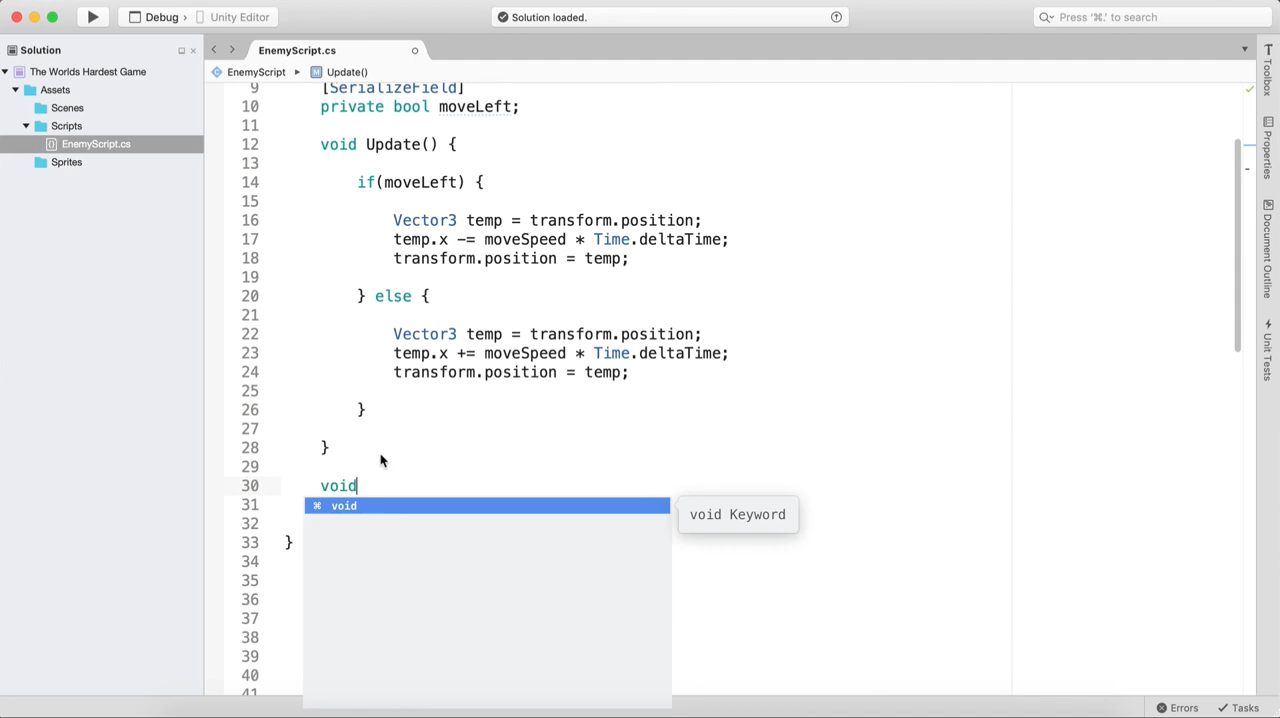 Debug › Unity Editor
Solution loaded.
Press '⌘.' to search
Solution
EnemyScript.cs
The Worlds Hardest Game
EnemyScript ▸ Update()
Assets
Scenes
Scripts
EnemyScript.cs
Sprites
9 [SerializeField]
10 private bool moveLeft;
11
12 void Update() {
13
14 if(moveLeft) {
15
16 Vector3 temp = transform.position;
17 temp.x -= moveSpeed * Time.deltaTime;
18 transform.position = temp;
19
20 } else {
21
22 Vector3 temp = transform.position;
23 temp.x += moveSpeed * Time.deltaTime;
24 transform.position = temp;
25
26 }
27
28 }
29
30 void
31
32
33 }
34
35
36
37
38
39
40
41
⌘ void
void Keyword
Toolbox
Properties
Document Outline
Unit Tests
Errors
Tasks